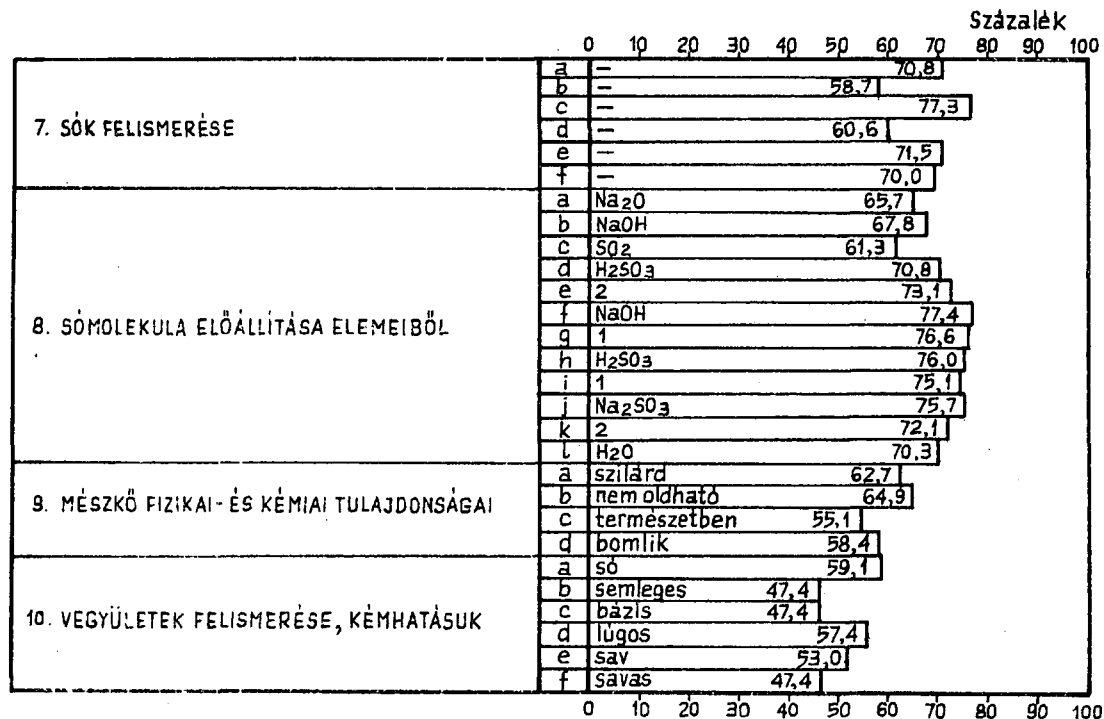 Százalék
0 10 20 30 40 50 60 70 80 90 100
7. SÓK FELISMERÉSE
a — 70,8
b — 58,7
c — 77,3
d — 60,6
e — 71,5
f — 70,0
8. SÓMOLEKULA ELŐÁLLÍTÁSA ELEMEIBŐL
a Na₂O 65,7
b NaOH 67,8
c SO₂ 61,3
d H₂SO₃ 70,8
e 2 73,1
f NaOH 77,4
g 1 76,6
h H₂SO₃ 76,0
i 1 75,1
j Na₂SO₃ 75,7
k 2 72,1
l H₂O 70,3
9. MÉSZKŐ FIZIKAI- ÉS KÉMIAI TULAJDONSÁGAI
a szilárd 62,7
b nem oldható 64,9
c természetben 55,1
d bomlik 58,4
10. VEGYÜLETEK FELISMERÉSE, KÉMHATÁSUK
a só 59,1
b semleges 47,4
c bázis 47,4
d lúgos 57,4
e sav 53,0
f savas 47,4
0 10 20 30 40 50 60 70 80 90 100